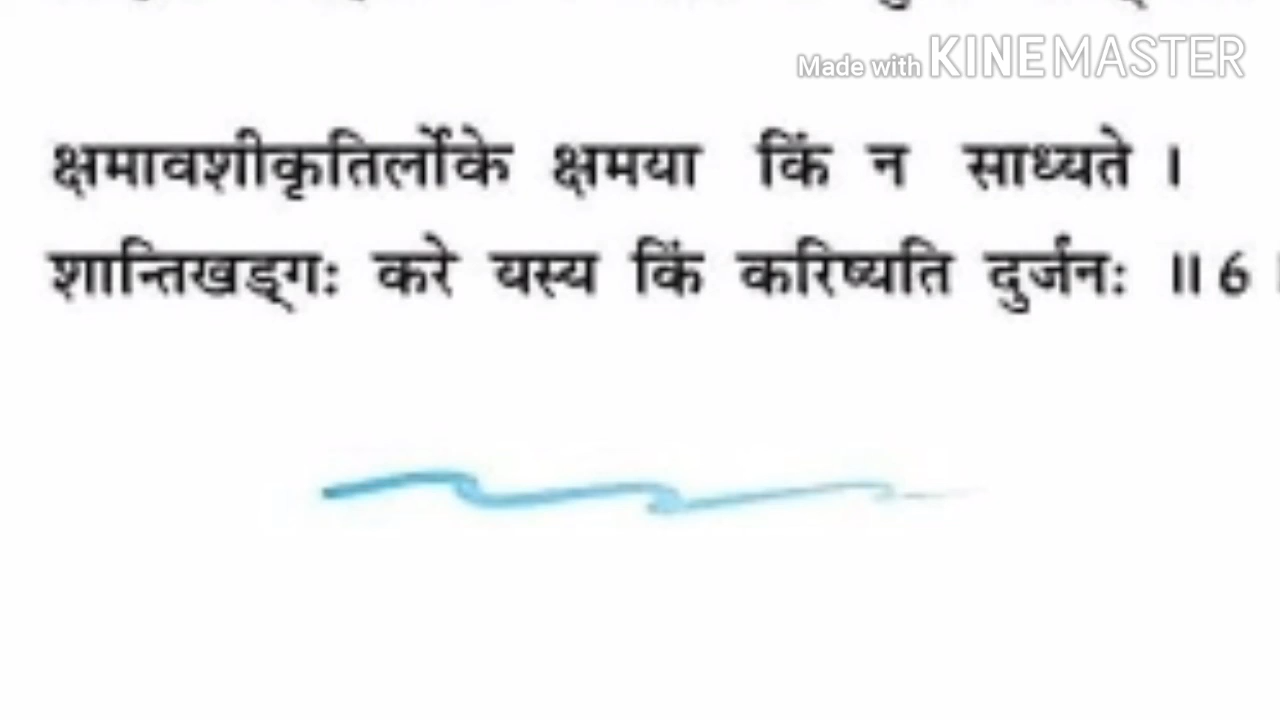 Made with KINEMASTER
क्षमावशीकृतिर्लोके क्षमया किं न साध्यते ।
शान्तिखड्गः करे यस्य किं करिष्यति दुर्जनः ॥ 6 ।